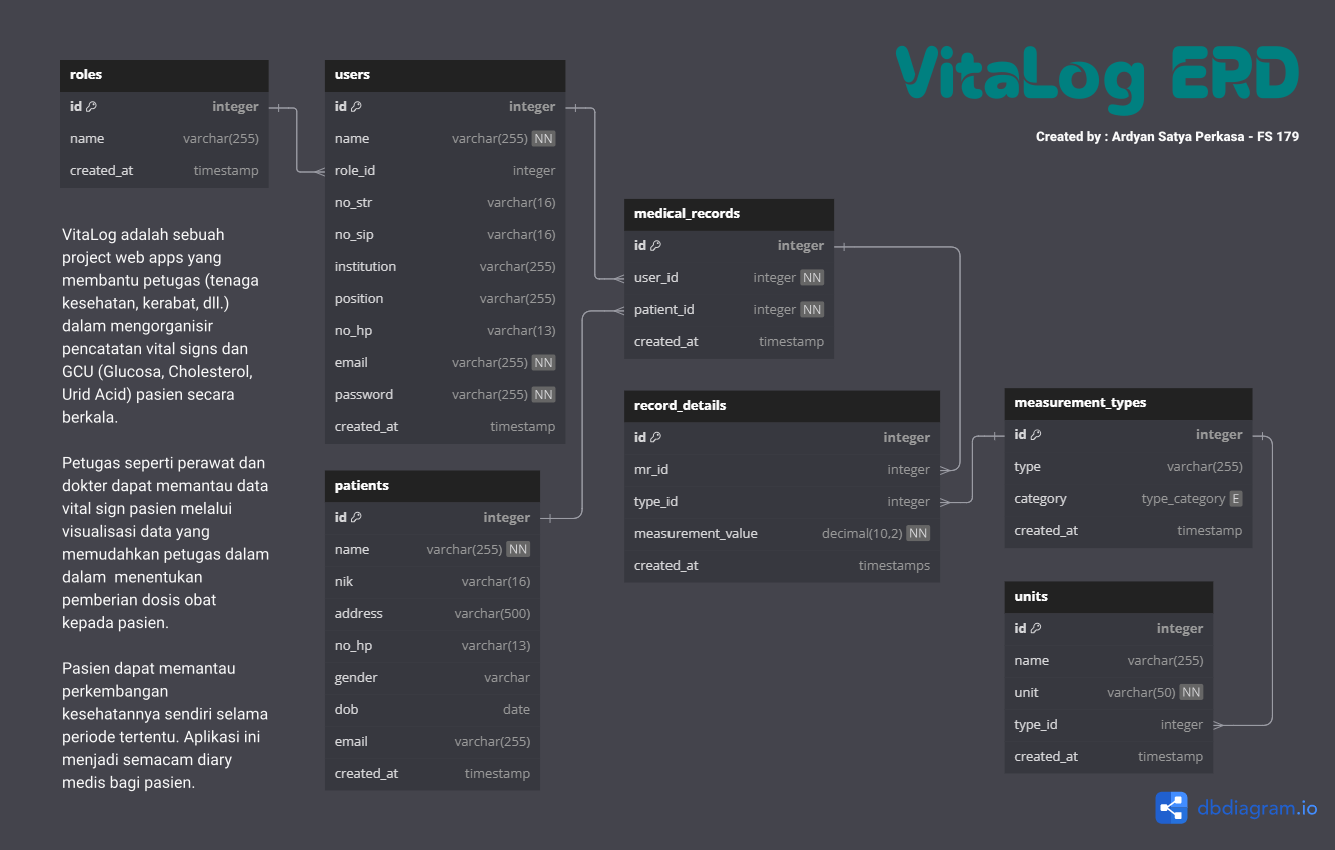 VitaLog ERD
Created by : Ardyan Satya Perkasa - FS 179
roles
id integer
name varchar(255)
created_at timestamp
VitaLog adalah sebuah
project web apps yang
membantu petugas (tenaga
kesehatan, kerabat, dll.)
dalam mengorganisir
pencatatan vital signs dan
GCU (Glucosa, Cholesterol,
Urid Acid) pasien secara
berkala.
Petugas seperti perawat dan
dokter dapat memantau data
vital sign pasien melalui
visualisasi data yang
memudahkan petugas dalam
dalam  menentukan
pemberian dosis obat
kepada pasien.
Pasien dapat memantau
perkembangan
kesehatannya sendiri selama
periode tertentu. Aplikasi ini
menjadi semacam diary
medis bagi pasien.
users
id integer
name varchar(255) NN
role_id integer
no_str varchar(16)
no_sip varchar(16)
institution varchar(255)
position varchar(255)
no_hp varchar(13)
email varchar(255) NN
password varchar(255) NN
created_at timestamp
patients
id integer
name varchar(255) NN
nik varchar(16)
address varchar(500)
no_hp varchar(13)
gender varchar
dob date
email varchar(255)
created_at timestamp
medical_records
id integer
user_id integer NN
patient_id integer NN
created_at timestamp
record_details
id integer
mr_id integer
type_id integer
measurement_value decimal(10,2) NN
created_at timestamps
measurement_types
id integer
type varchar(255)
category type_category E
created_at timestamp
units
id integer
name varchar(255)
unit varchar(50) NN
type_id integer
created_at timestamp
dbdiagram.io